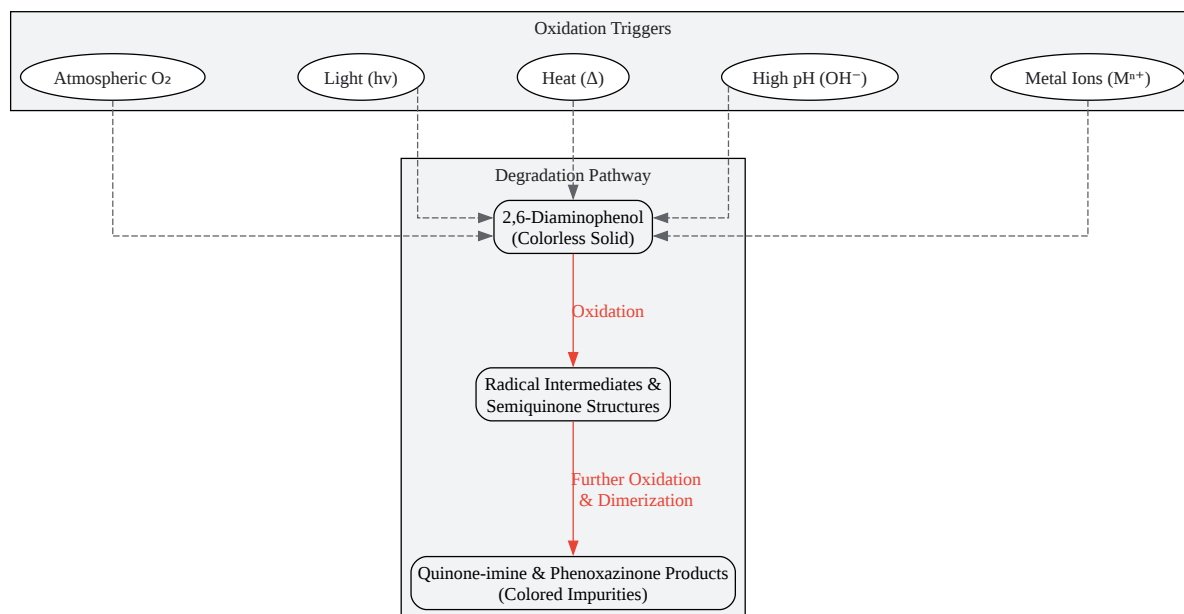 Oxidation Triggers
Atmospheric O₂
Light (hv)
Heat (Δ)
High pH (OH⁻)
Metal Ions (Mⁿ⁺)
Degradation Pathway
2,6-Diaminophenol
(Colorless Solid)
Oxidation
Radical Intermediates &
Semiquinone Structures
Further Oxidation
& Dimerization
Quinone-imine & Phenoxazinone Products
(Colored Impurities)